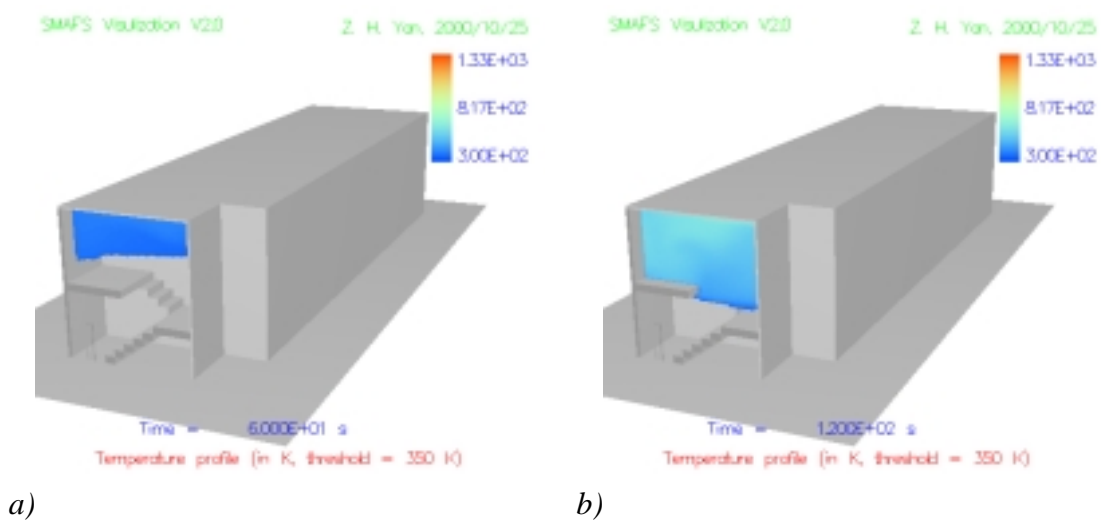 SMAFS Visulization V2.0
Z. H. Yan, 2000/10/25
1.33E+03
8.17E+02
3.00E+02
Time = 6.000E+01 s
Temperature profile (in K, threshold = 350 K)
a)
SMAFS Visulization V2.0
Z. H. Yan, 2000/10/25
1.33E+03
8.17E+02
3.00E+02
Time = 1.200E+02 s
Temperature profile (in K, threshold = 350 K)
b)